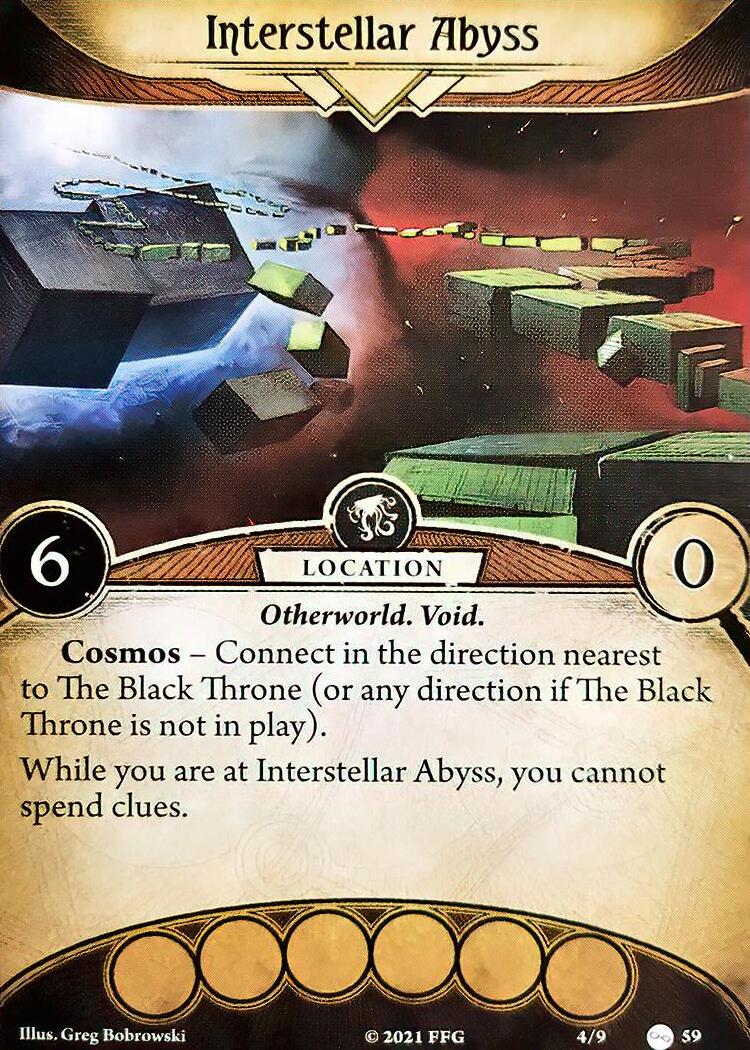 Interstellar Abyss
6
LOCATION
0
Otherworld. Void.
Cosmos – Connect in the direction nearest
to The Black Throne (or any direction if The Black
Throne is not in play).
While you are at Interstellar Abyss, you cannot
spend clues.
Illus. Greg Bobrowski
© 2021 FFG
4/9
59